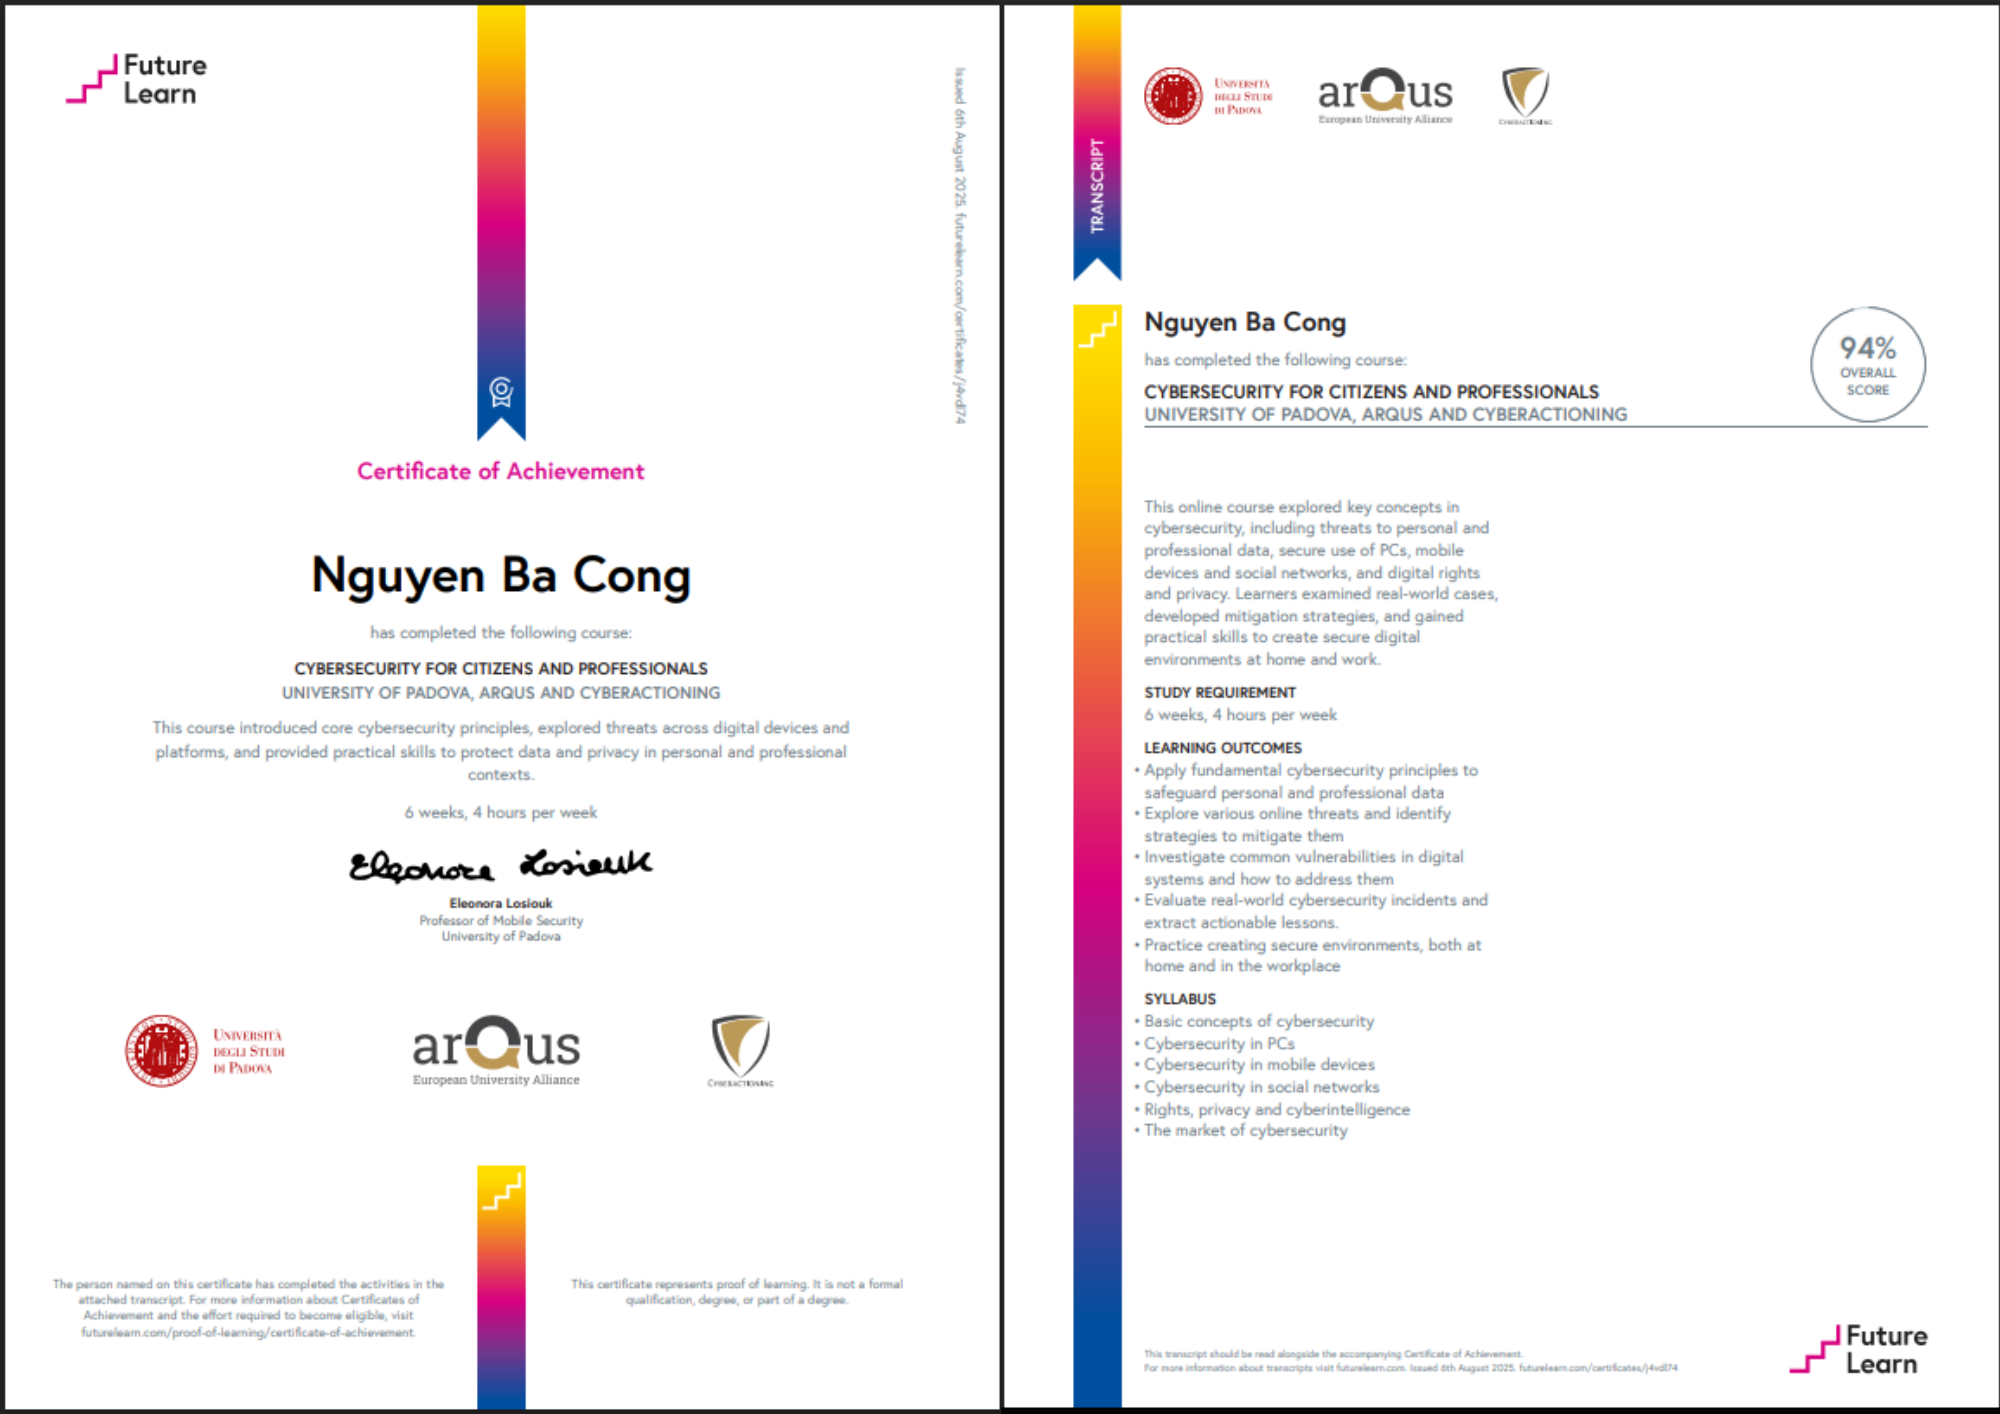 Future
Learn
Issued 6th August 2025. futurelearn.com/certificates/j4vdl74
Certificate of Achievement
Nguyen Ba Cong
has completed the following course:
CYBERSECURITY FOR CITIZENS AND PROFESSIONALS
UNIVERSITY OF PADOVA, ARQUS AND CYBERACTIONING
This course introduced core cybersecurity principles, explored threats across digital devices and
platforms, and provided practical skills to protect data and privacy in personal and professional
contexts.
6 weeks, 4 hours per week
Eleonora Losiouk
Eleonora Losiouk
Professor of Mobile Security
University of Padova
UNIVERSITÀ
DEGLI STUDI
DI PADOVA
arQus
European University Alliance
CYBERACTIONING
The person named on this certificate has completed the activities in the
attached transcript. For more information about Certificates of
Achievement and the effort required to become eligible, visit
futurelearn.com/proof-of-learning/certificate-of-achievement.
This certificate represents proof of learning. It is not a formal
qualification, degree, or part of a degree.
TRANSCRIPT
UNIVERSITÀ
DEGLI STUDI
DI PADOVA
arQus
European University Alliance
CYBERACTIONING
Nguyen Ba Cong
has completed the following course:
CYBERSECURITY FOR CITIZENS AND PROFESSIONALS
UNIVERSITY OF PADOVA, ARQUS AND CYBERACTIONING
94%
OVERALL
SCORE
This online course explored key concepts in
cybersecurity, including threats to personal and
professional data, secure use of PCs, mobile
devices and social networks, and digital rights
and privacy. Learners examined real-world cases,
developed mitigation strategies, and gained
practical skills to create secure digital
environments at home and work.
STUDY REQUIREMENT
6 weeks, 4 hours per week
LEARNING OUTCOMES
• Apply fundamental cybersecurity principles to
safeguard personal and professional data
• Explore various online threats and identify
strategies to mitigate them
• Investigate common vulnerabilities in digital
systems and how to address them
• Evaluate real-world cybersecurity incidents and
extract actionable lessons.
• Practice creating secure environments, both at
home and in the workplace
SYLLABUS
• Basic concepts of cybersecurity
• Cybersecurity in PCs
• Cybersecurity in mobile devices
• Cybersecurity in social networks
• Rights, privacy and cyberintelligence
• The market of cybersecurity
This transcript should be read alongside the accompanying Certificate of Achievement.
For more information about transcripts visit futurelearn.com. Issued 6th August 2025. futurelearn.com/certificates/j4vdl74
Future
Learn